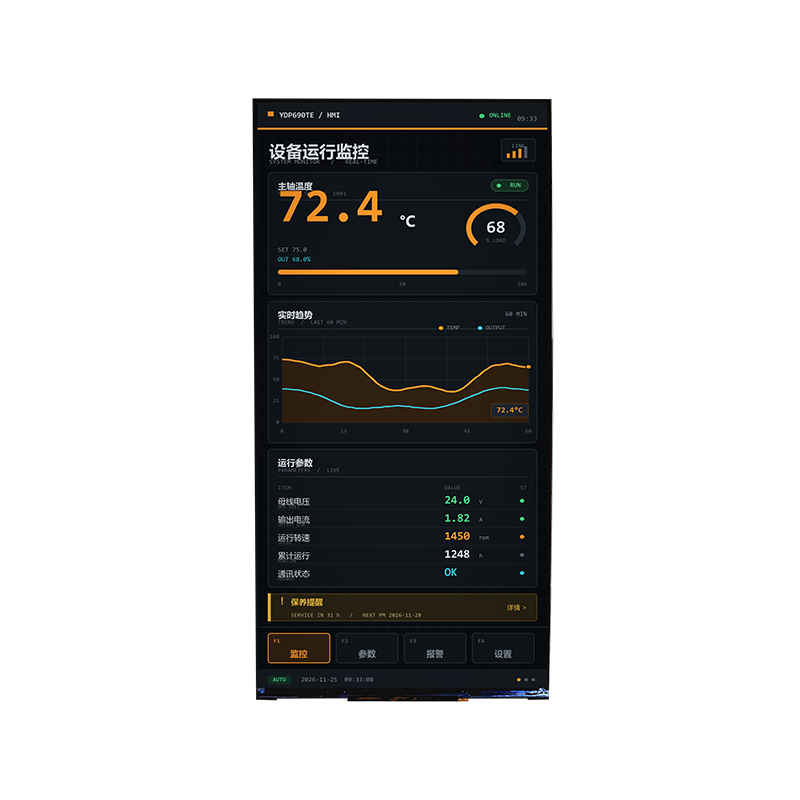 YDP690TE / HMI
ONLINE 09:33
设备运行监控
SYSTEM MONITOR / REAL-TIME
LINK
主轴温度
RUN
72.4 °C
68
% LOAD
SET 75.0
OUT 68.0%
0 50 100
实时趋势
60 MIN
TREND / LAST 60 MIN
TEMP OUTPUT
100
75
50
25
0
72.4°C
0 15 30 45 60
运行参数
PARAMETERS / LIVE
ITEM VALUE ST
母线电压 24.0 V
输出电流 1.82 A
运行转速 1450 rpm
累计运行 1248 h
通讯状态 OK
! 保养提醒
SERVICE IN 32 h / NEXT PM 2026-11-28
详情 >
F1 监控
F2 参数
F3 报警
F4 设置
AUTO 2026-11-25 09:33:08